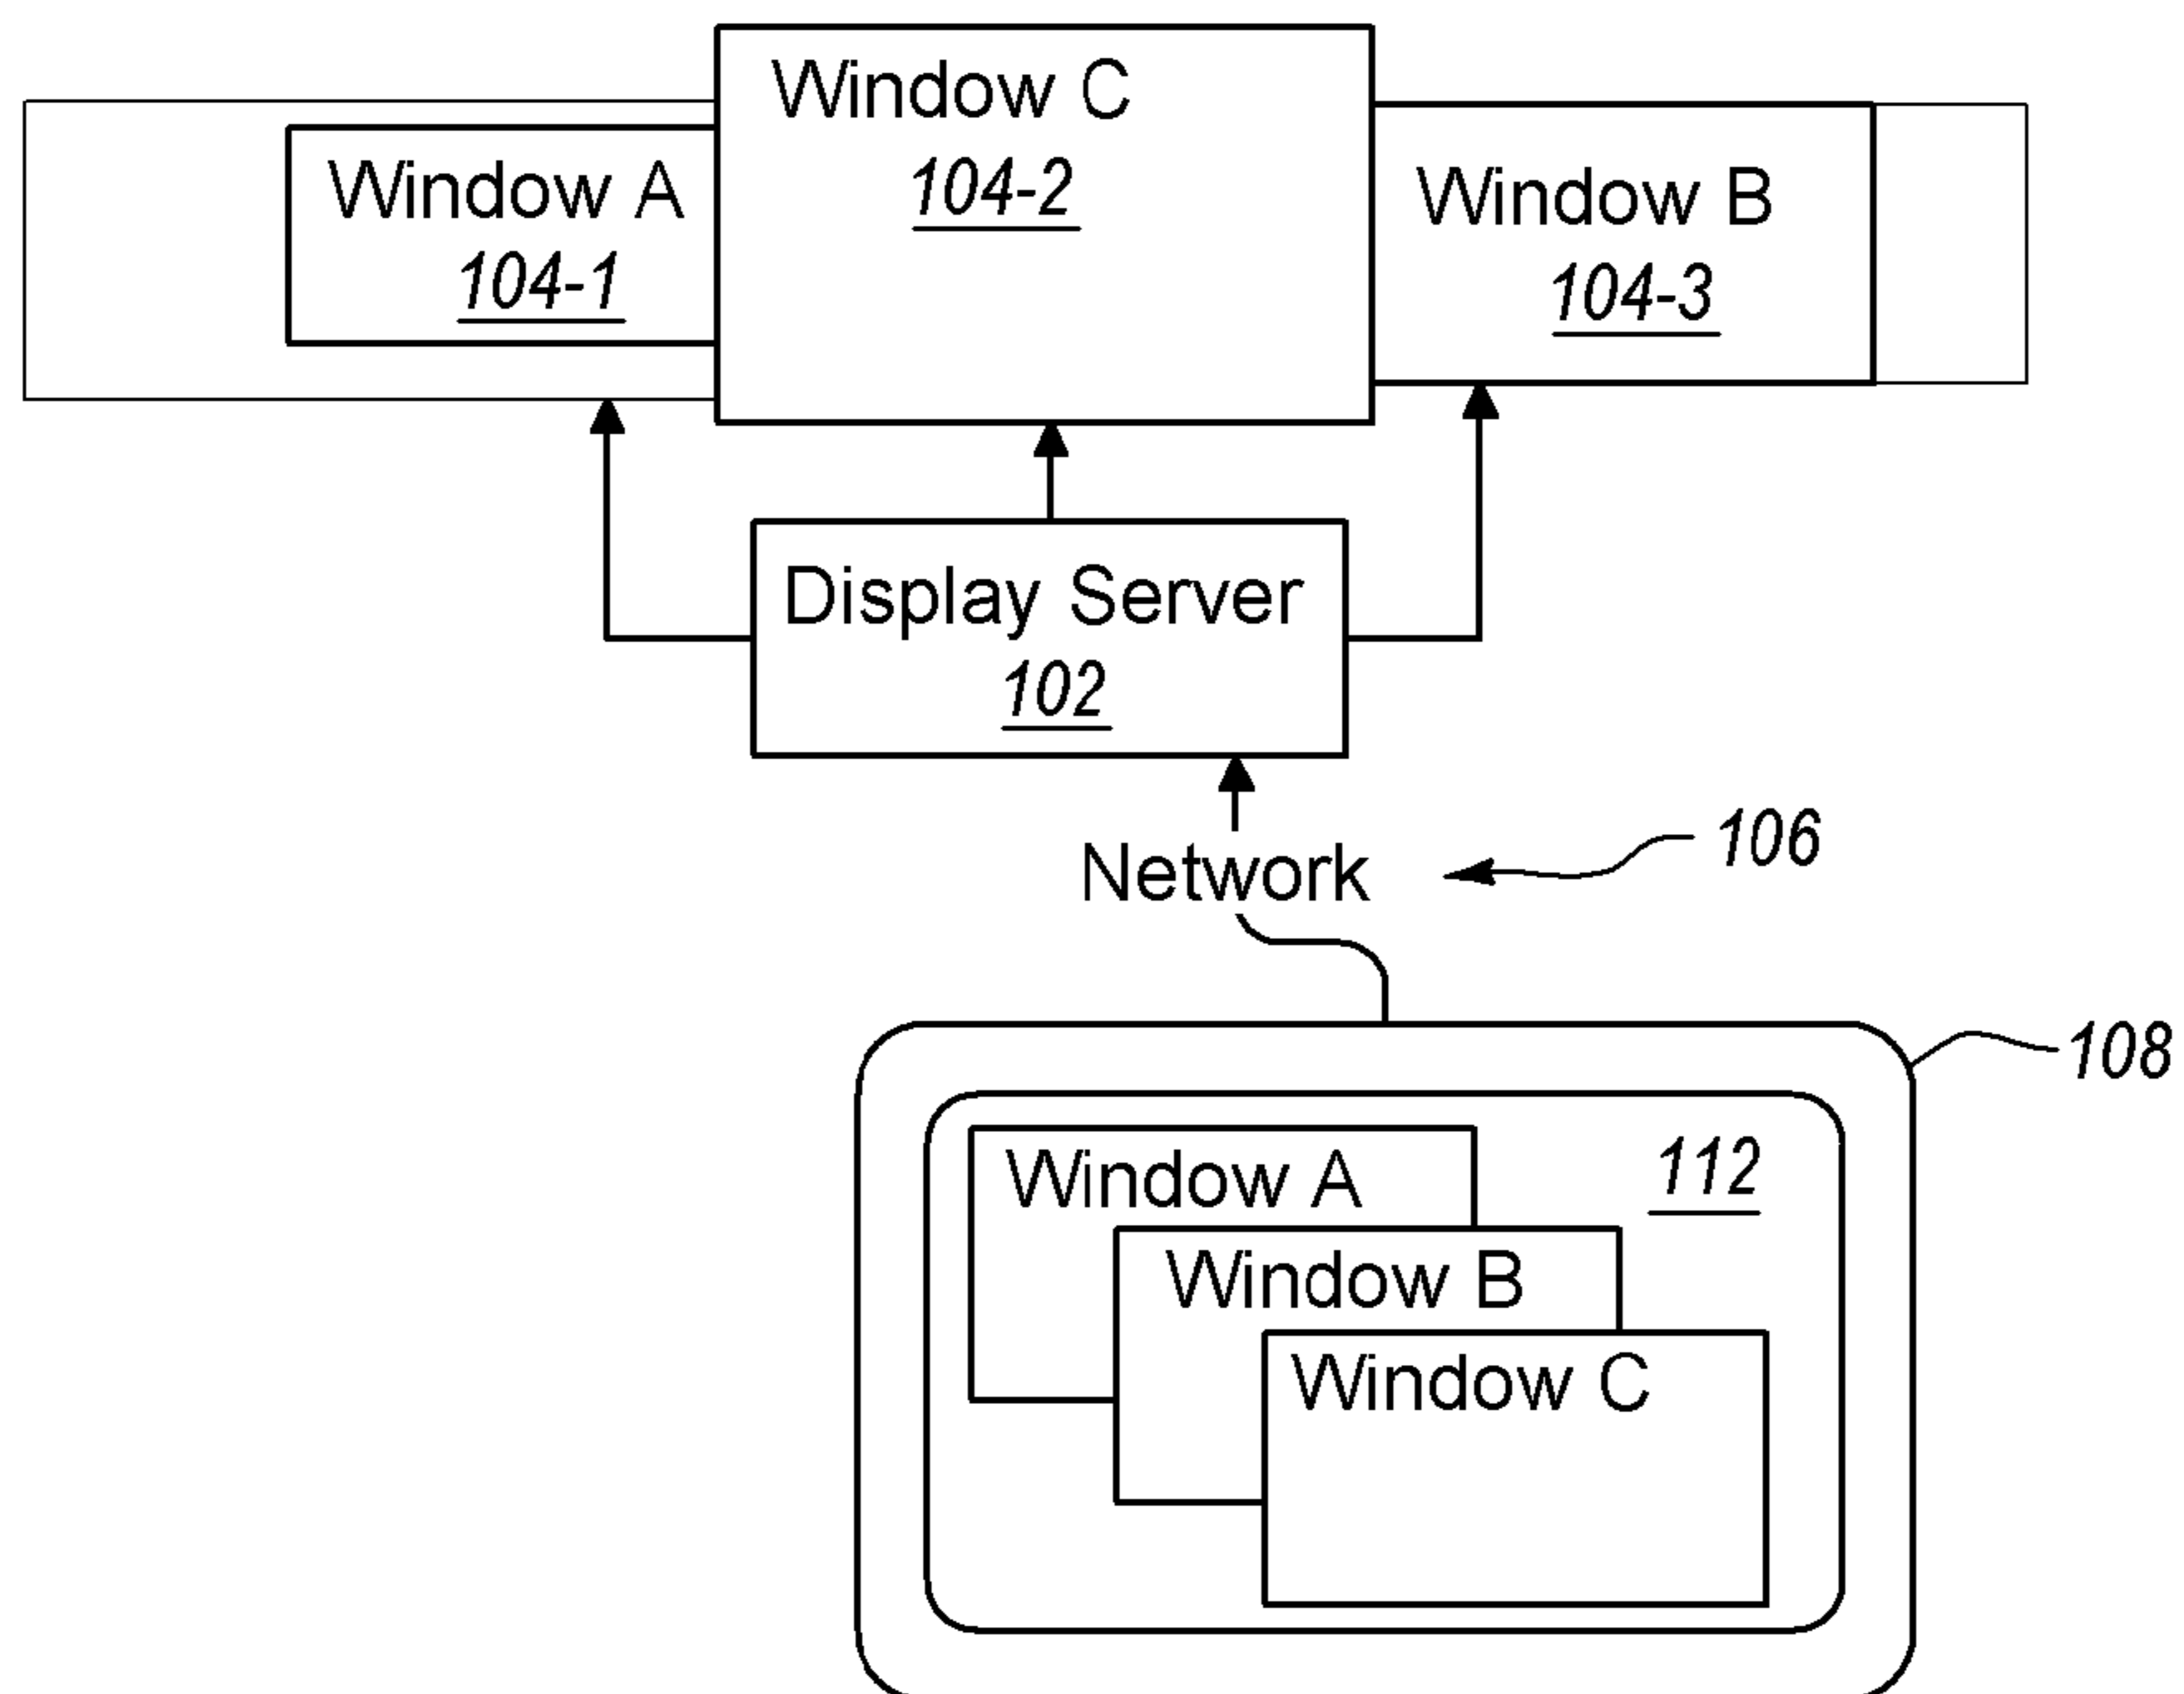 Window C
104-2
Window A
104-1
Window B
104-3
Display Server
102
Network
106
108
112
Window A
Window B
Window C